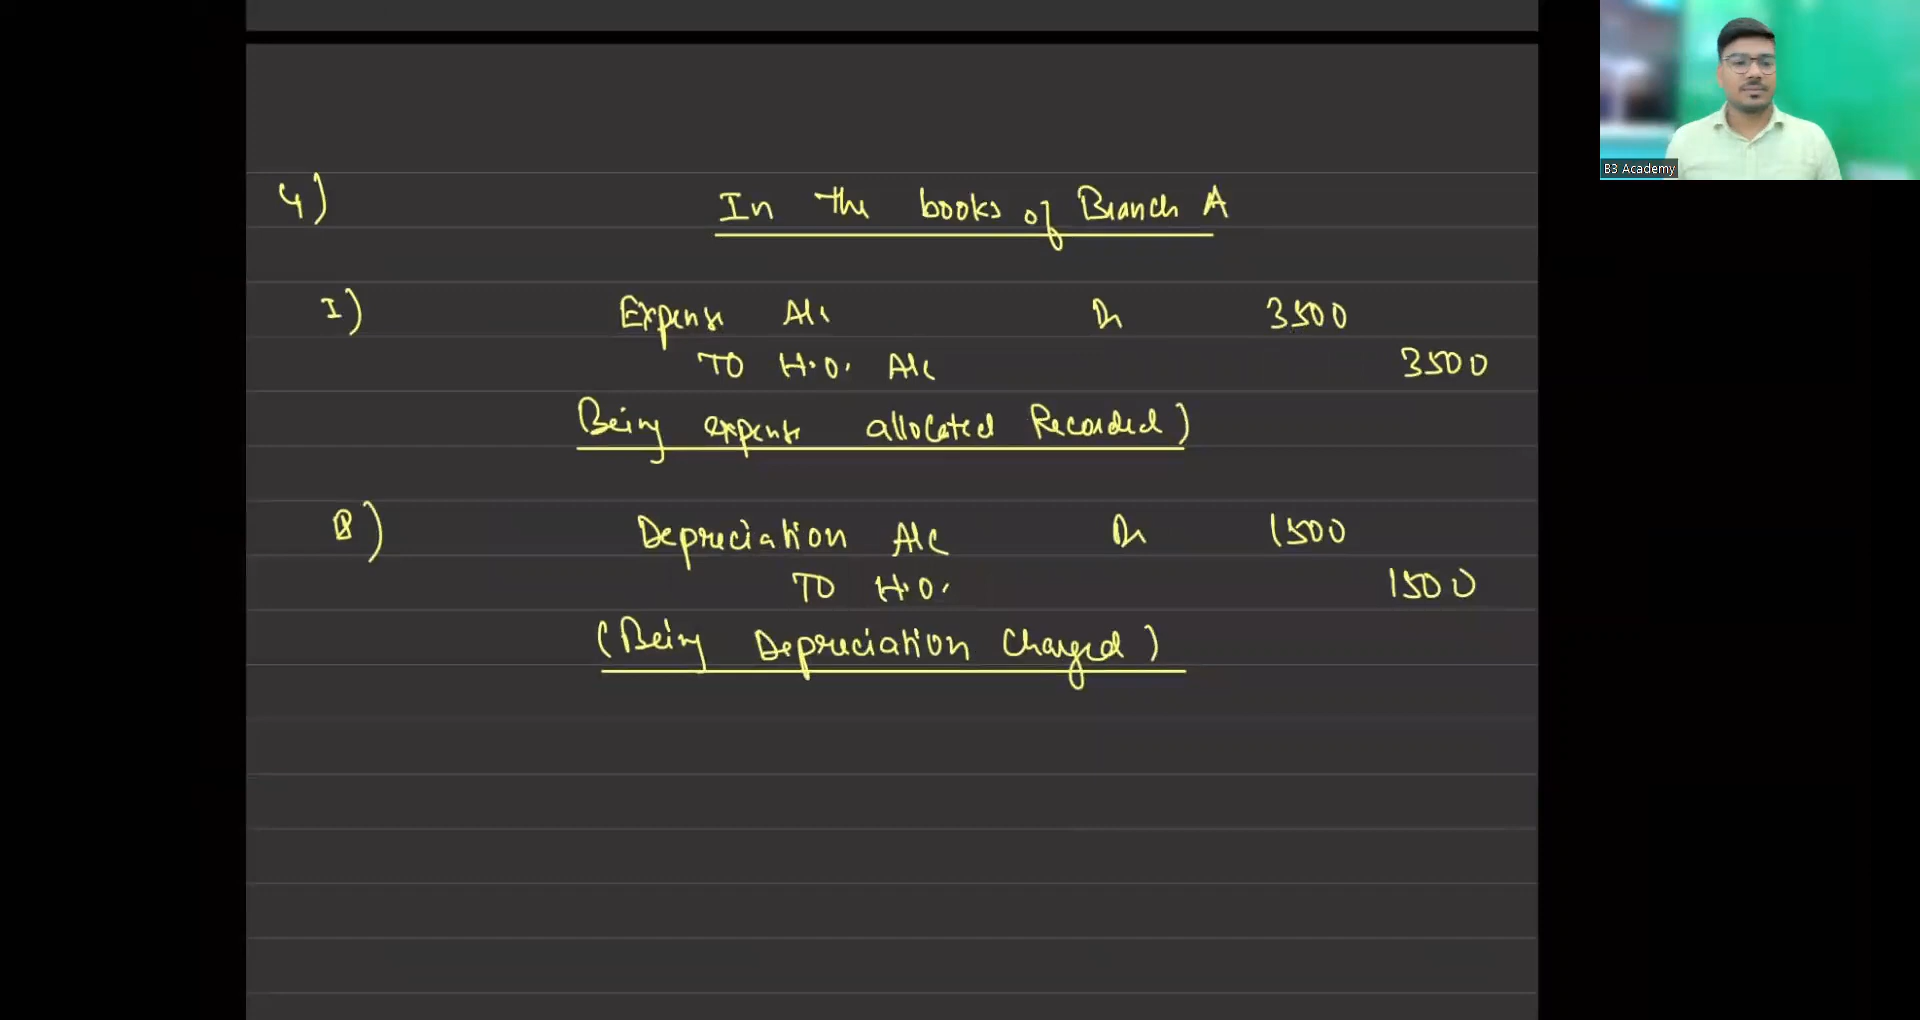 B3 Academy
4) In the books of Branch A
I) Expense A/c Dr 3500
TO H.O. A/c 3500
(Being expense allocated Recorded)
B) Depreciation A/c Dr 1500
TO H.O. 1500
(Being Depreciation Charged)